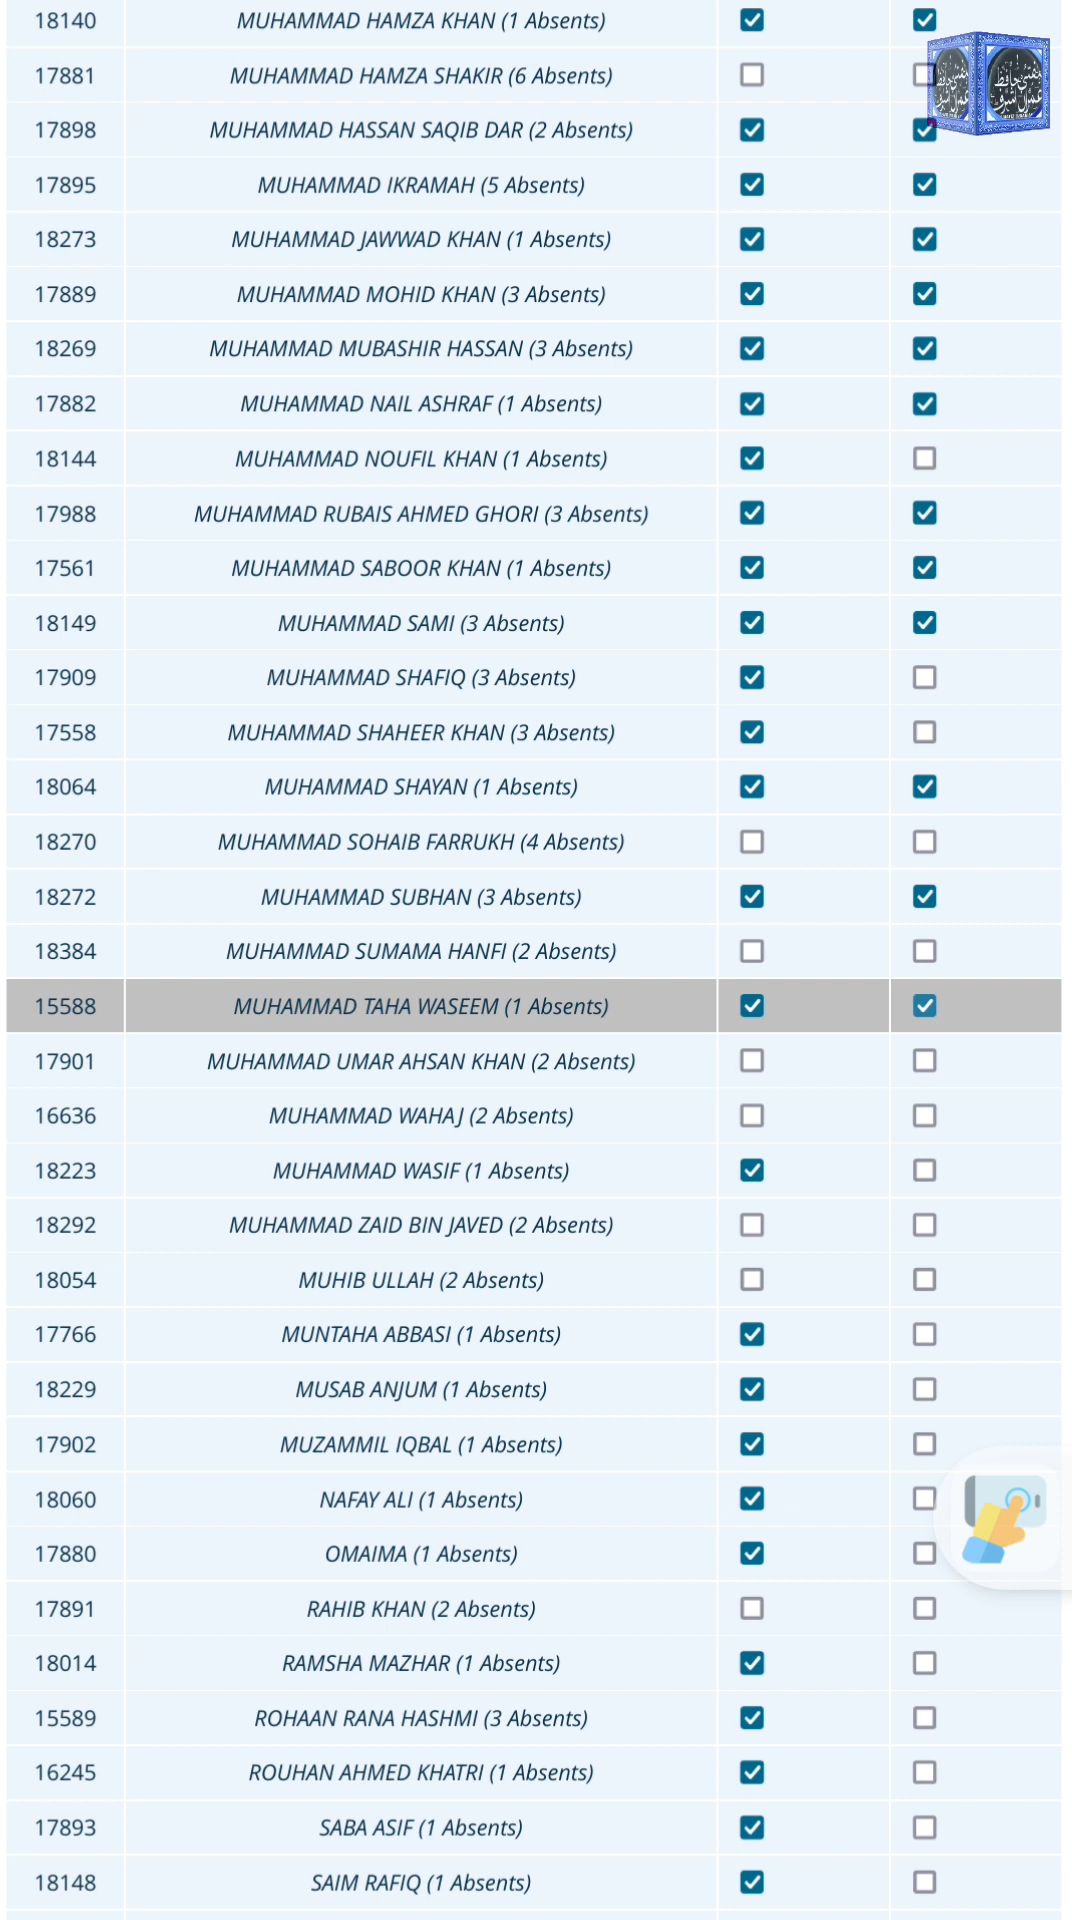 18140 MUHAMMAD HAMZA KHAN (1 Absents)
17881 MUHAMMAD HAMZA SHAKIR (6 Absents)
17898 MUHAMMAD HASSAN SAQIB DAR (2 Absents)
17895 MUHAMMAD IKRAMAH (5 Absents)
18273 MUHAMMAD JAWWAD KHAN (1 Absents)
17889 MUHAMMAD MOHID KHAN (3 Absents)
18269 MUHAMMAD MUBASHIR HASSAN (3 Absents)
17882 MUHAMMAD NAIL ASHRAF (1 Absents)
18144 MUHAMMAD NOUFIL KHAN (1 Absents)
17988 MUHAMMAD RUBAIS AHMED GHORI (3 Absents)
17561 MUHAMMAD SABOOR KHAN (1 Absents)
18149 MUHAMMAD SAMI (3 Absents)
17909 MUHAMMAD SHAFIQ (3 Absents)
17558 MUHAMMAD SHAHEER KHAN (3 Absents)
18064 MUHAMMAD SHAYAN (1 Absents)
18270 MUHAMMAD SOHAIB FARRUKH (4 Absents)
18272 MUHAMMAD SUBHAN (3 Absents)
18384 MUHAMMAD SUMAMA HANFI (2 Absents)
15588 MUHAMMAD TAHA WASEEM (1 Absents)
17901 MUHAMMAD UMAR AHSAN KHAN (2 Absents)
16636 MUHAMMAD WAHAJ (2 Absents)
18223 MUHAMMAD WASIF (1 Absents)
18292 MUHAMMAD ZAID BIN JAVED (2 Absents)
18054 MUHIB ULLAH (2 Absents)
17766 MUNTAHA ABBASI (1 Absents)
18229 MUSAB ANJUM (1 Absents)
17902 MUZAMMIL IQBAL (1 Absents)
18060 NAFAY ALI (1 Absents)
17880 OMAIMA (1 Absents)
17891 RAHIB KHAN (2 Absents)
18014 RAMSHA MAZHAR (1 Absents)
15589 ROHAAN RANA HASHMI (3 Absents)
16245 ROUHAN AHMED KHATRI (1 Absents)
17893 SABA ASIF (1 Absents)
18148 SAIM RAFIQ (1 Absents)